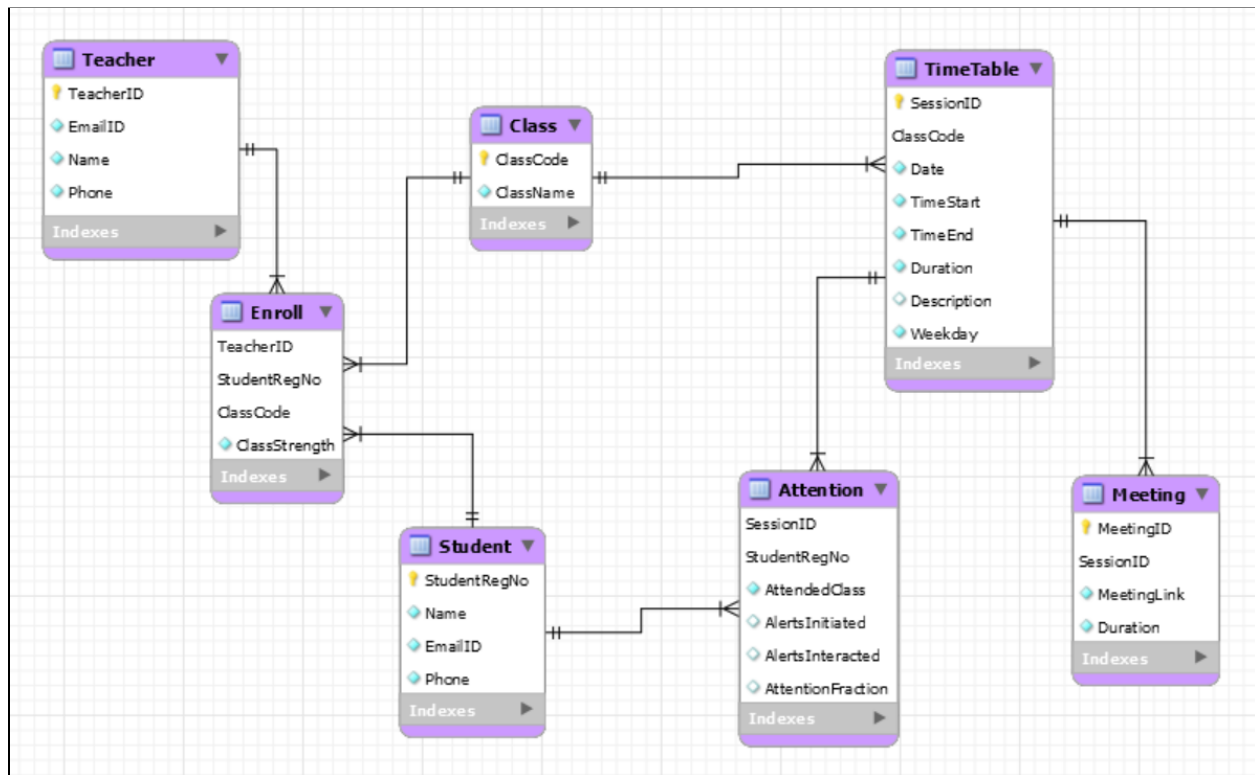 Teacher
TeacherID
EmailID
Name
Phone
Indexes
Class
ClassCode
ClassName
Indexes
TimeTable
SessionID
ClassCode
Date
TimeStart
TimeEnd
Duration
Description
Weekday
Indexes
Enroll
TeacherID
StudentRegNo
ClassCode
ClassStrength
Indexes
Student
StudentRegNo
Name
EmailID
Phone
Indexes
Attention
SessionID
StudentRegNo
AttendedClass
AlertsInitiated
AlertsInteracted
AttentionFraction
Indexes
Meeting
MeetingID
SessionID
MeetingLink
Duration
Indexes